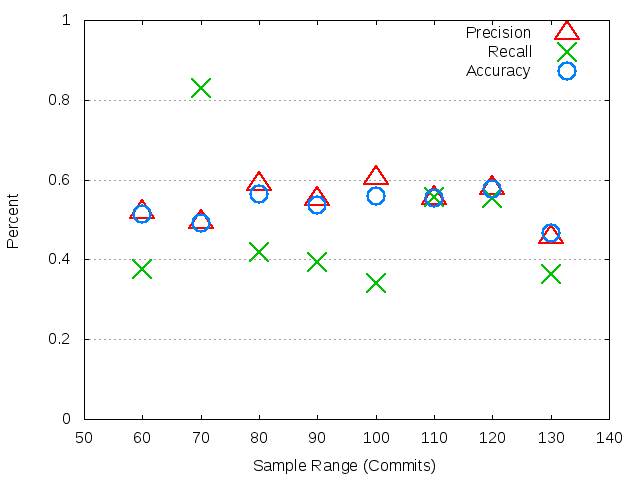 1
Precision
Recall
Accuracy
0.8
0.6
Percent
0.4
0.2
0
50 60 70 80 90 100 110 120 130 140
Sample Range (Commits)